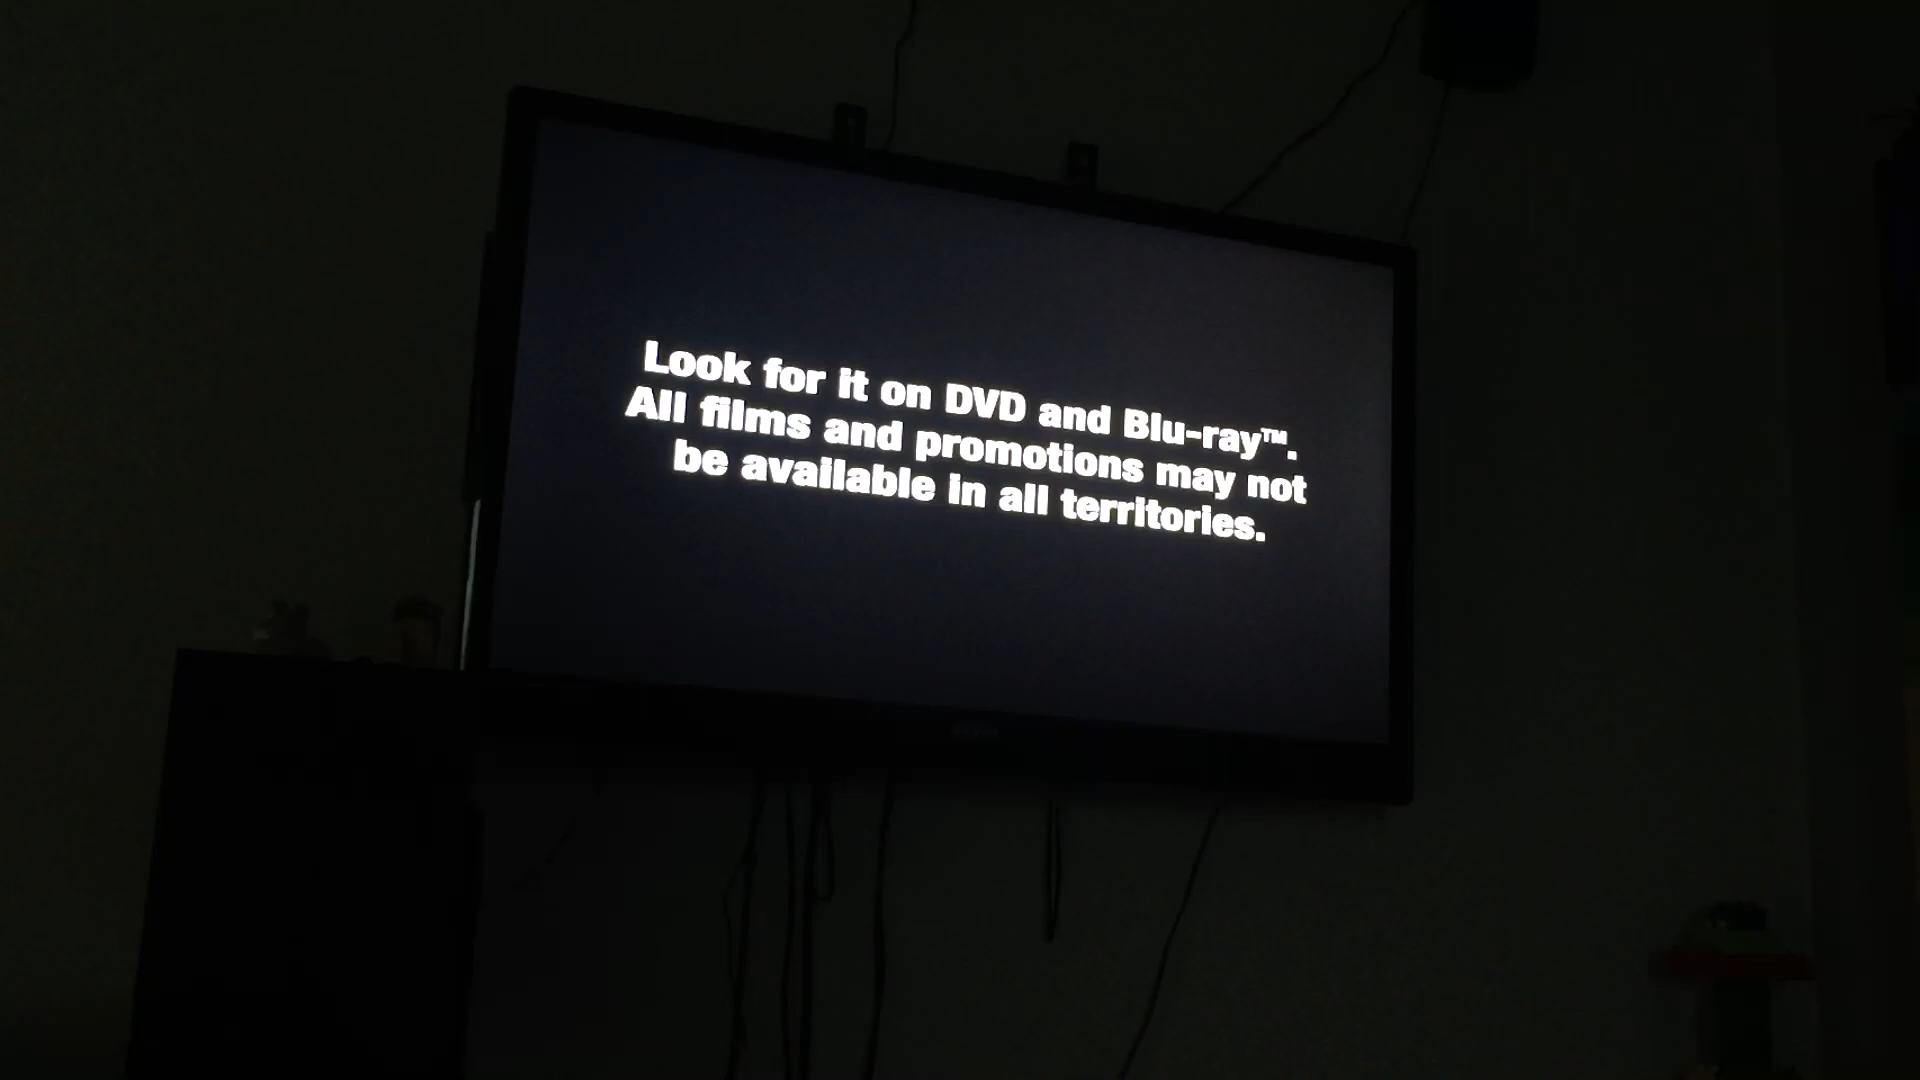 Look for it on DVD and Blu-ray™.
All films and promotions may not
be available in all territories.